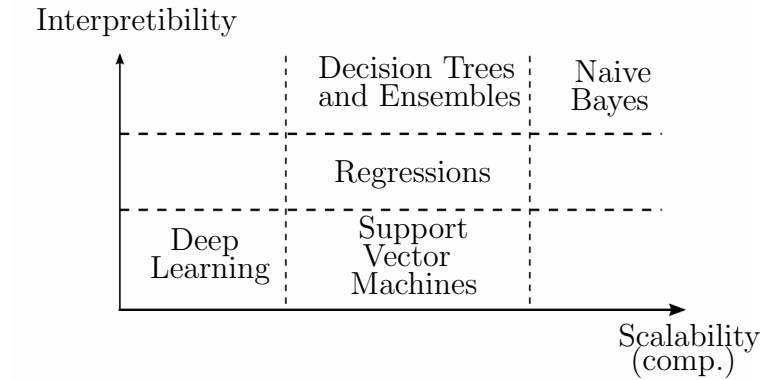 Interpretibility
Decision Trees
and Ensembles
Naive
Bayes
Regressions
Deep
Learning
Support
Vector
Machines
Scalability
(comp.)